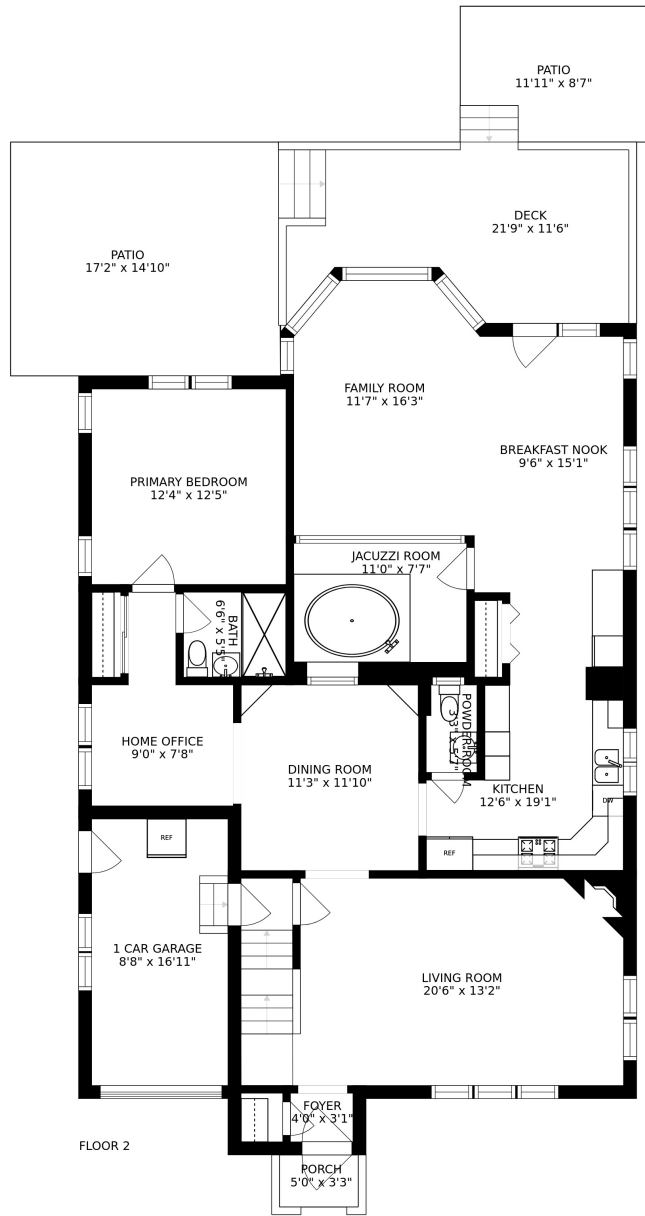 PATIO
11'11" x 8'7"
DECK
21'9" x 11'6"
PATIO
17'2" x 14'10"
FAMILY ROOM
11'7" x 16'3"
BREAKFAST NOOK
9'6" x 15'1"
PRIMARY BEDROOM
12'4" x 12'5"
JACUZZI ROOM
11'0" x 7'7"
BATH
6'6" x 5'5"
POWDER ROOM
3'3" x 5'7"
HOME OFFICE
9'0" x 7'8"
DINING ROOM
11'3" x 11'10"
KITCHEN
12'6" x 19'1"
DW
REF
REF
1 CAR GARAGE
8'8" x 16'11"
LIVING ROOM
20'6" x 13'2"
FOYER
4'0" x 3'1"
FLOOR 2
PORCH
5'0" x 3'3"